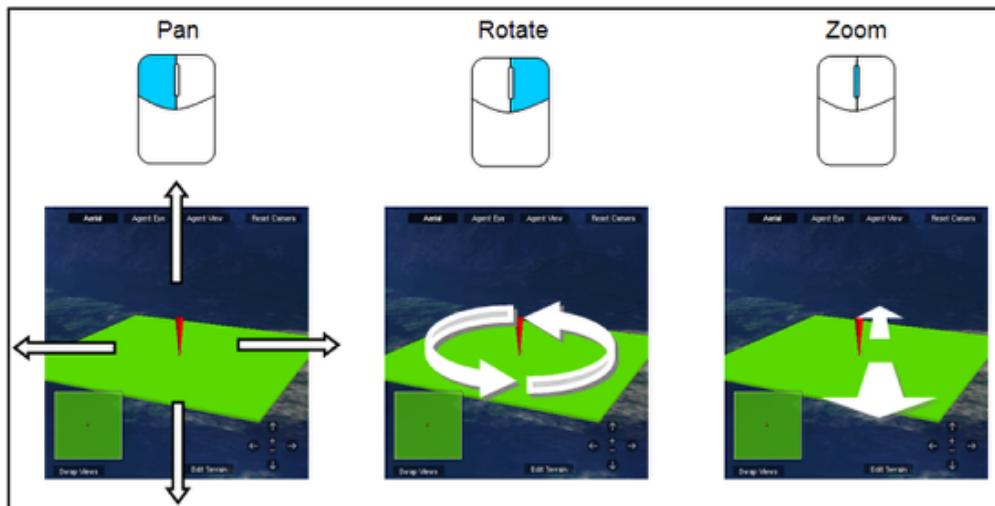 Pan
Rotate
Zoom
Aerial Agent Eye Agent View Reset Camera
Aerial Agent Eye Agent View Reset Camera
Aerial Agent Eye Agent View Reset Camera
Swap Views Edit Terrain
Swap Views Edit Terrain
Swap Views Edit Terrain